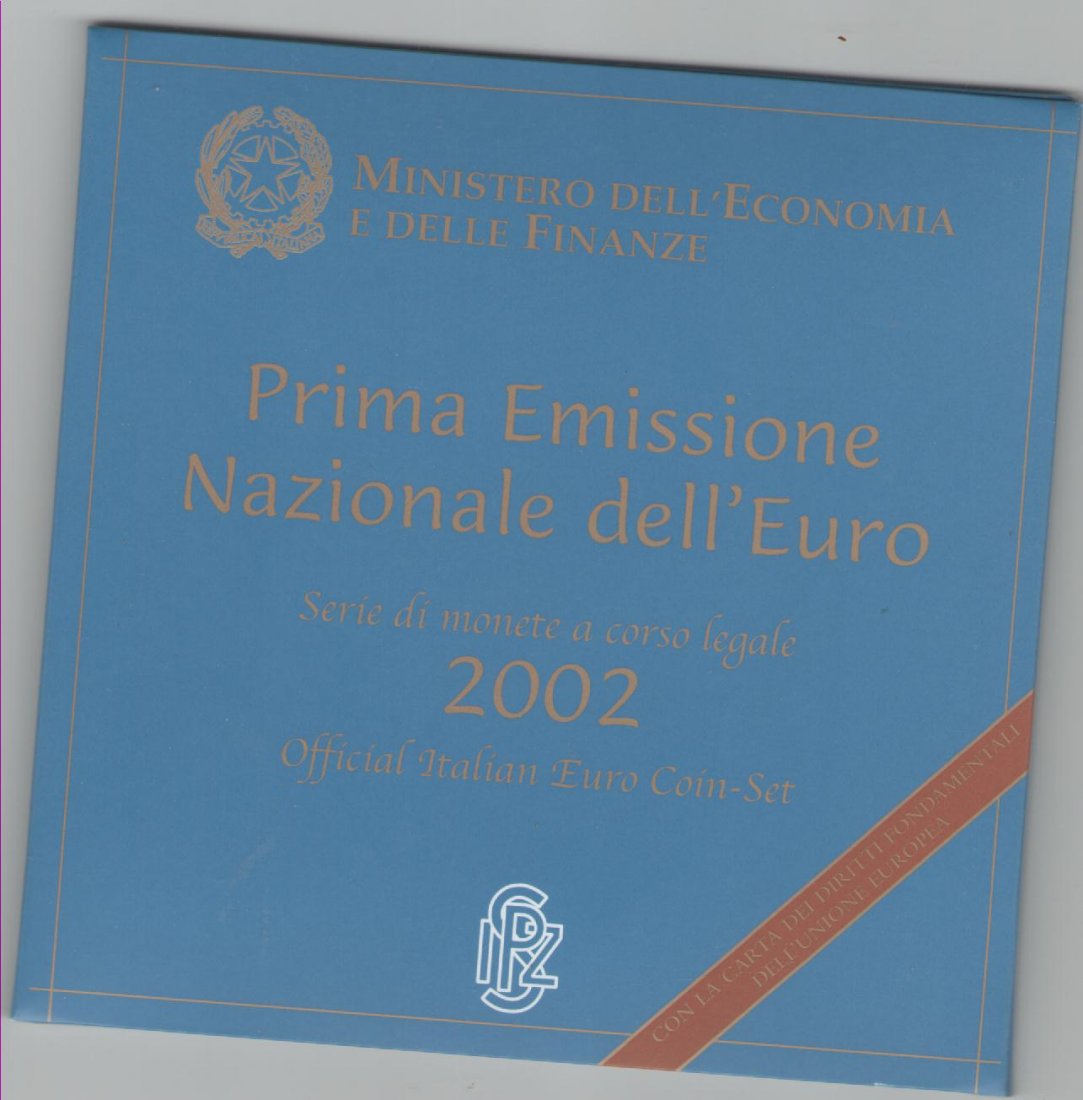 MINISTERO DELL'ECONOMIA
E DELLE FINANZE
Prima Emissione
Nazionale dell'Euro
Serie di monete a corso legale
2002
Official Italian Euro Coin-Set
CON LA CARTA DEI DIRITTI FONDAMENTALI
DELL'UNIONE EUROPEA
IPZS